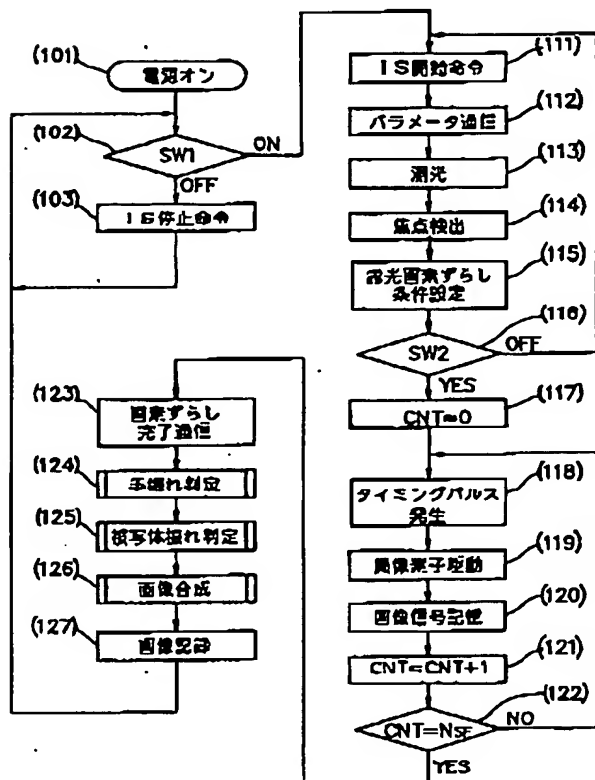 (101)
電源オン
(102)
SW1
ON
OFF
(103)
IS停止命令
(111)
IS開始命令
(112)
パラメータ通信
(113)
測光
(114)
焦点検出
(115)
露光画素ずらし
条件設定
(116)
SW2
OFF
YES
(117)
CNT=0
(118)
タイミングパルス
発生
(119)
撮像素子駆動
(120)
画像信号記憶
(121)
CNT=CNT+1
(122)
CNT=NSF
NO
YES
(123)
画素ずらし
完了通信
(124)
手振れ判定
(125)
被写体振れ判定
(126)
画像合成
(127)
画像記録